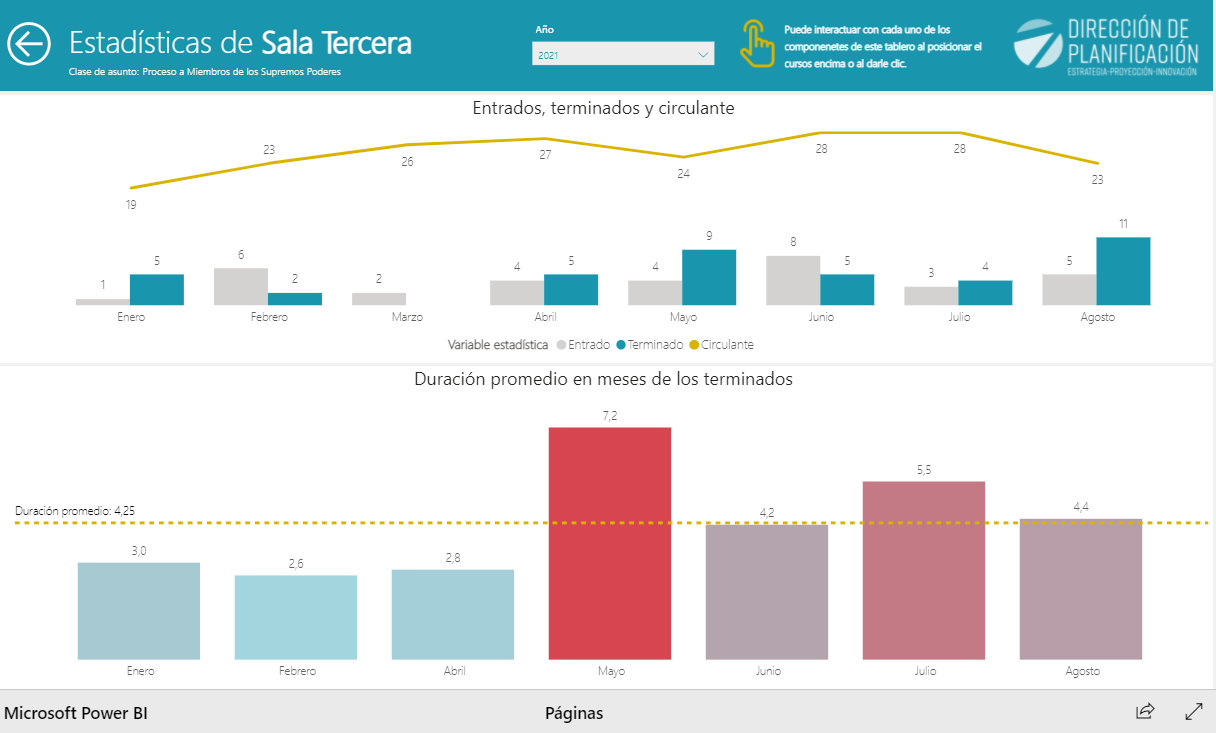 Estadísticas de Sala Tercera
Clase de asunto: Proceso a Miembros de los Supremos Poderes
Año
2021
Puede interactuar con cada uno de los
componenetes de este tablero al posicionar el
cursos encima o al darle clic.
DIRECCIÓN DE
PLANIFICACIÓN
ESTRATEGIA-PROYECCIÓN-INNOVACIÓN
Entrados, terminados y circulante
19 23 26 27 24 28 28 23
1 5 6 2 2 4 5 4 9 8 5 3 4 5 11
Enero Febrero Marzo Abril Mayo Junio Julio Agosto
Variable estadística Entrado Terminado Circulante
Duración promedio en meses de los terminados
Duración promedio: 4,25
3,0 2,6 2,8 7,2 4,2 5,5 4,4
Enero Febrero Abril Mayo Junio Julio Agosto
Microsoft Power BI Páginas